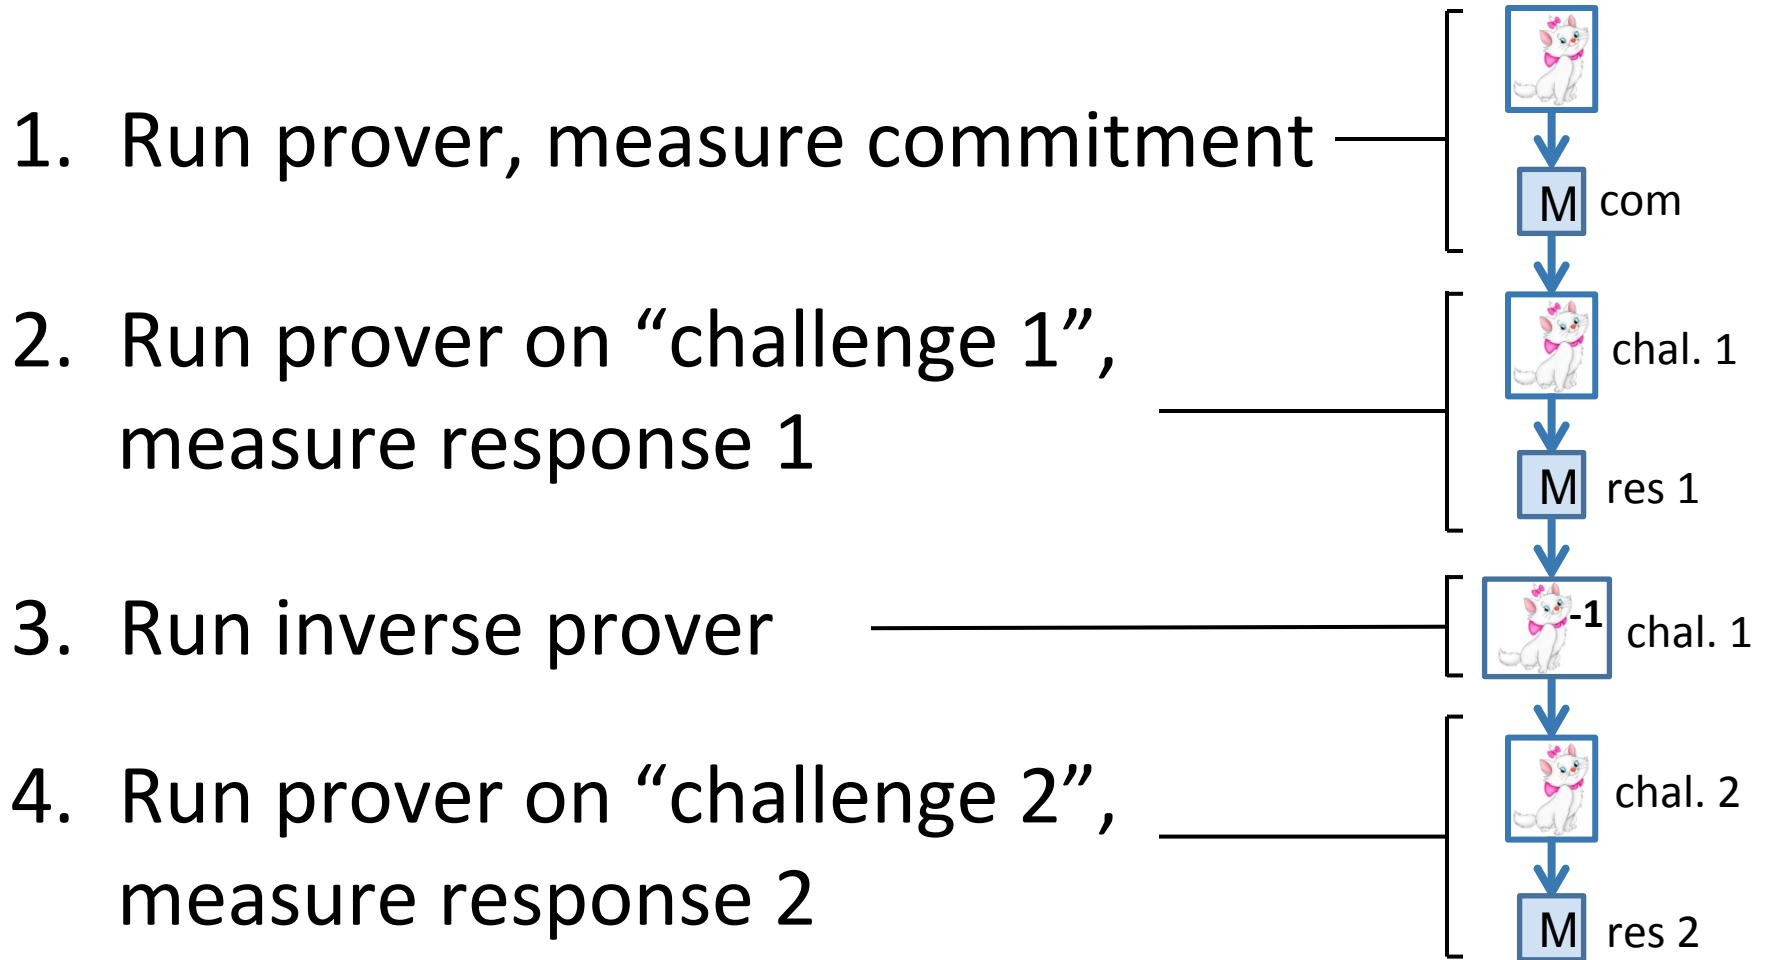 1. Run prover, measure commitment
M com
2. Run prover on “challenge 1”,
measure response 1
chal. 1
M res 1
3. Run inverse prover
-1 chal. 1
4. Run prover on “challenge 2”,
measure response 2
chal. 2
M res 2